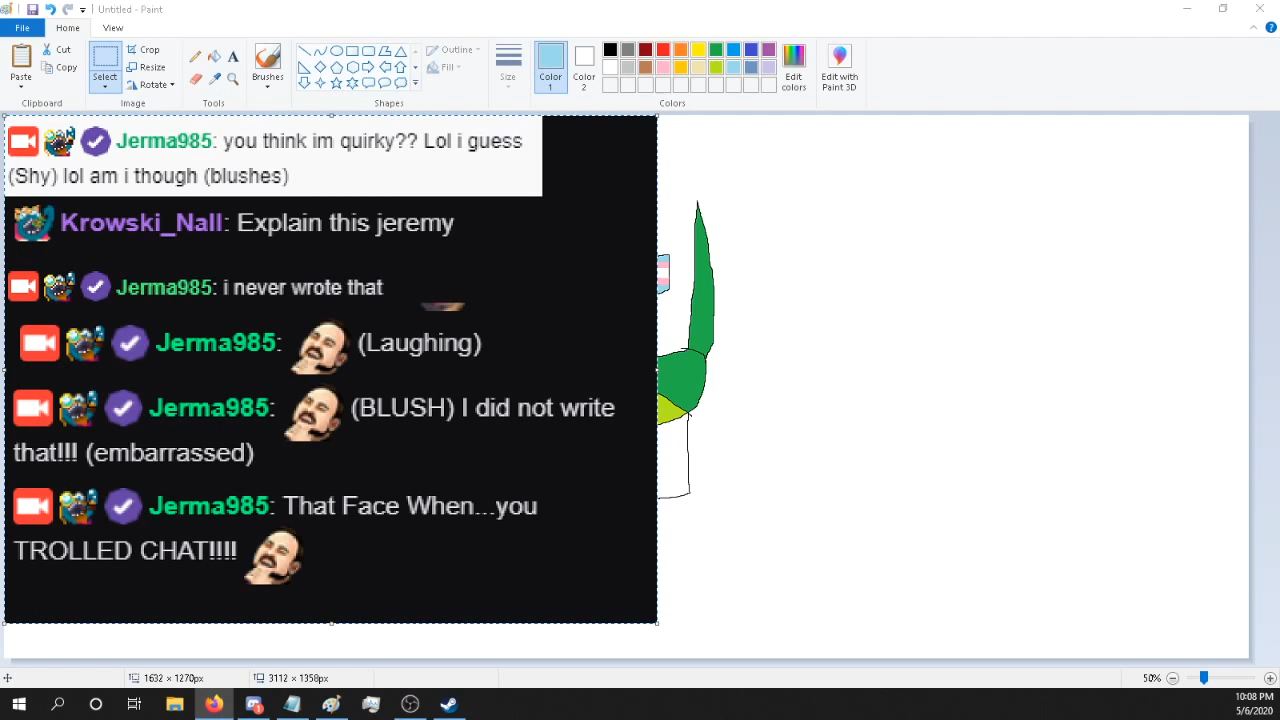 Untitled - Paint
File Home View
Paste
Cut
Copy
Clipboard
Select
Crop
Resize
Rotate
Image
Tools
Brushes
Shapes
Outline
Fill
Size
Color 1
Color 2
Colors
Edit colors
Edit with Paint 3D
Jerma985: you think im quirky?? Lol i guess
(Shy) lol am i though (blushes)
Krowski_Nall: Explain this jeremy
Jerma985: i never wrote that
Jerma985: (Laughing)
Jerma985: (BLUSH) I did not write
that!!! (embarrassed)
Jerma985: That Face When...you
TROLLED CHAT!!!!
1632 × 1270px 3112 × 1358px 50%
10:08 PM
5/6/2020